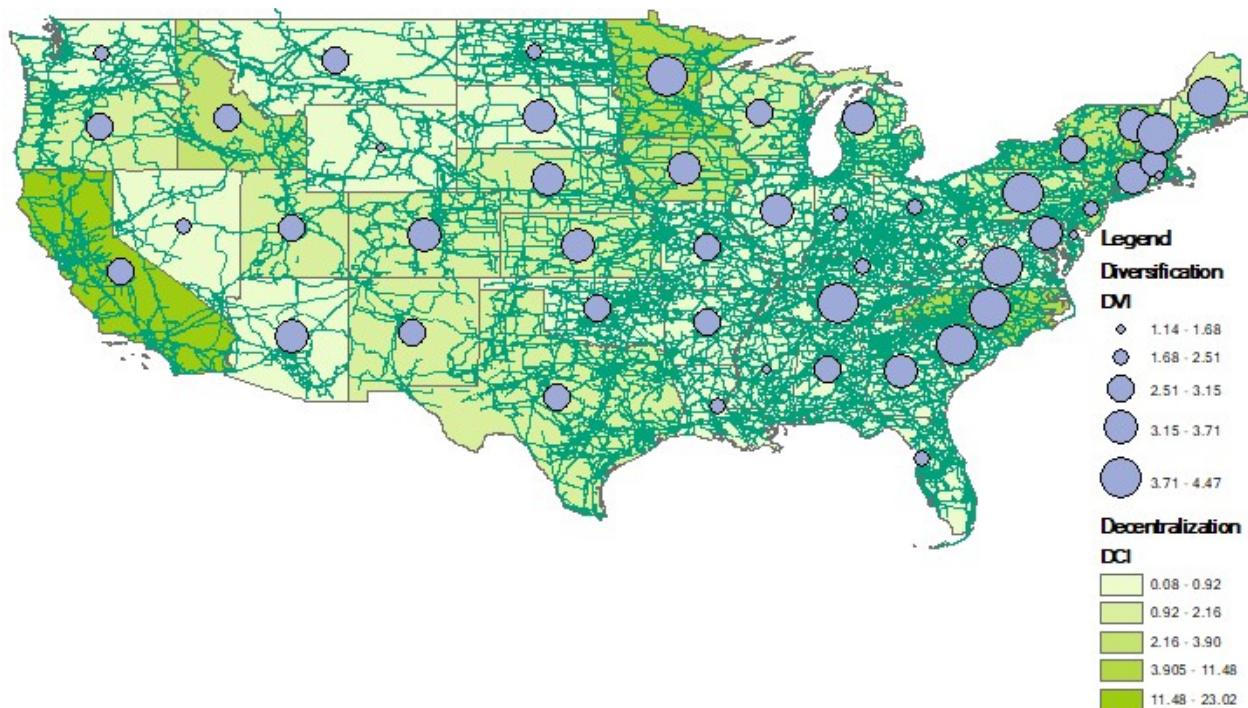 Legend
Diversification
DVI
1.14 - 1.68
1.68 - 2.51
2.51 - 3.15
3.15 - 3.71
3.71 - 4.47
Decentralization
DCI
0.08 - 0.92
0.92 - 2.16
2.16 - 3.90
3.905 - 11.48
11.48 - 23.02